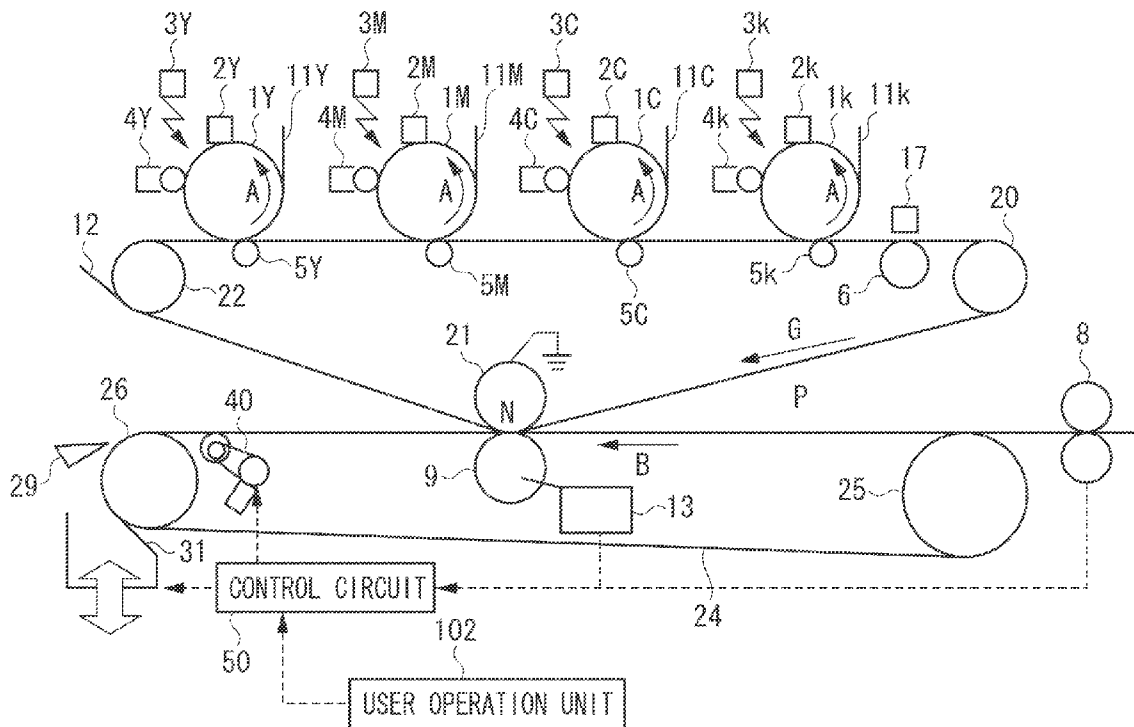 3Y 3M 3C 3k
2Y 11Y 2M 11M 2C 11C 2k 11k
1Y 1M 1C 1k
4Y 4M 4C 4k
A A A A 17
12 20
5Y 5M 5C 5k 6
22
21 G 8
26 40 N P
29 9 B 25
13
31
CONTROL CIRCUIT 24
50 102
USER OPERATION UNIT